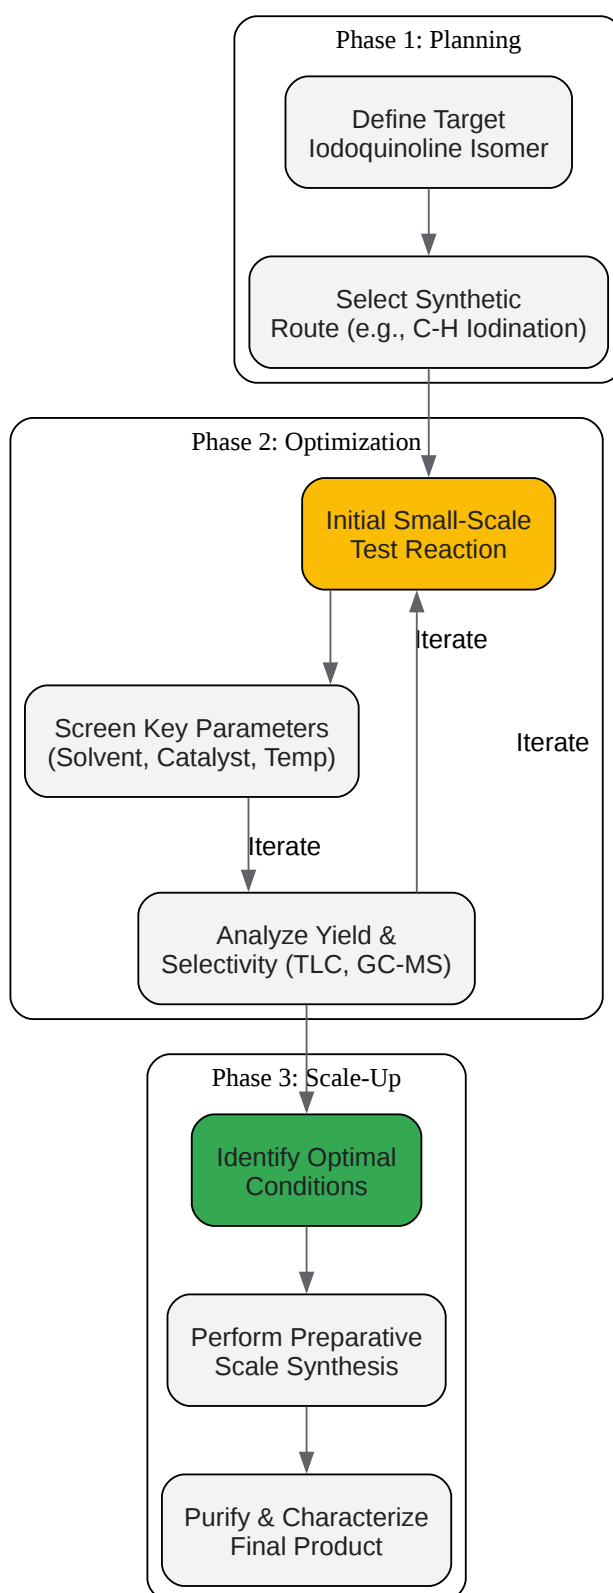 Phase 1: Planning
Define Target
Iodoquinoline Isomer
Select Synthetic
Route (e.g., C-H Iodination)
Phase 2: Optimization
Initial Small-Scale
Test Reaction
Iterate
Screen Key Parameters
(Solvent, Catalyst, Temp)
Iterate
Iterate
Analyze Yield &
Selectivity (TLC, GC-MS)
Phase 3: Scale-Up
Identify Optimal
Conditions
Perform Preparative
Scale Synthesis
Purify & Characterize
Final Product